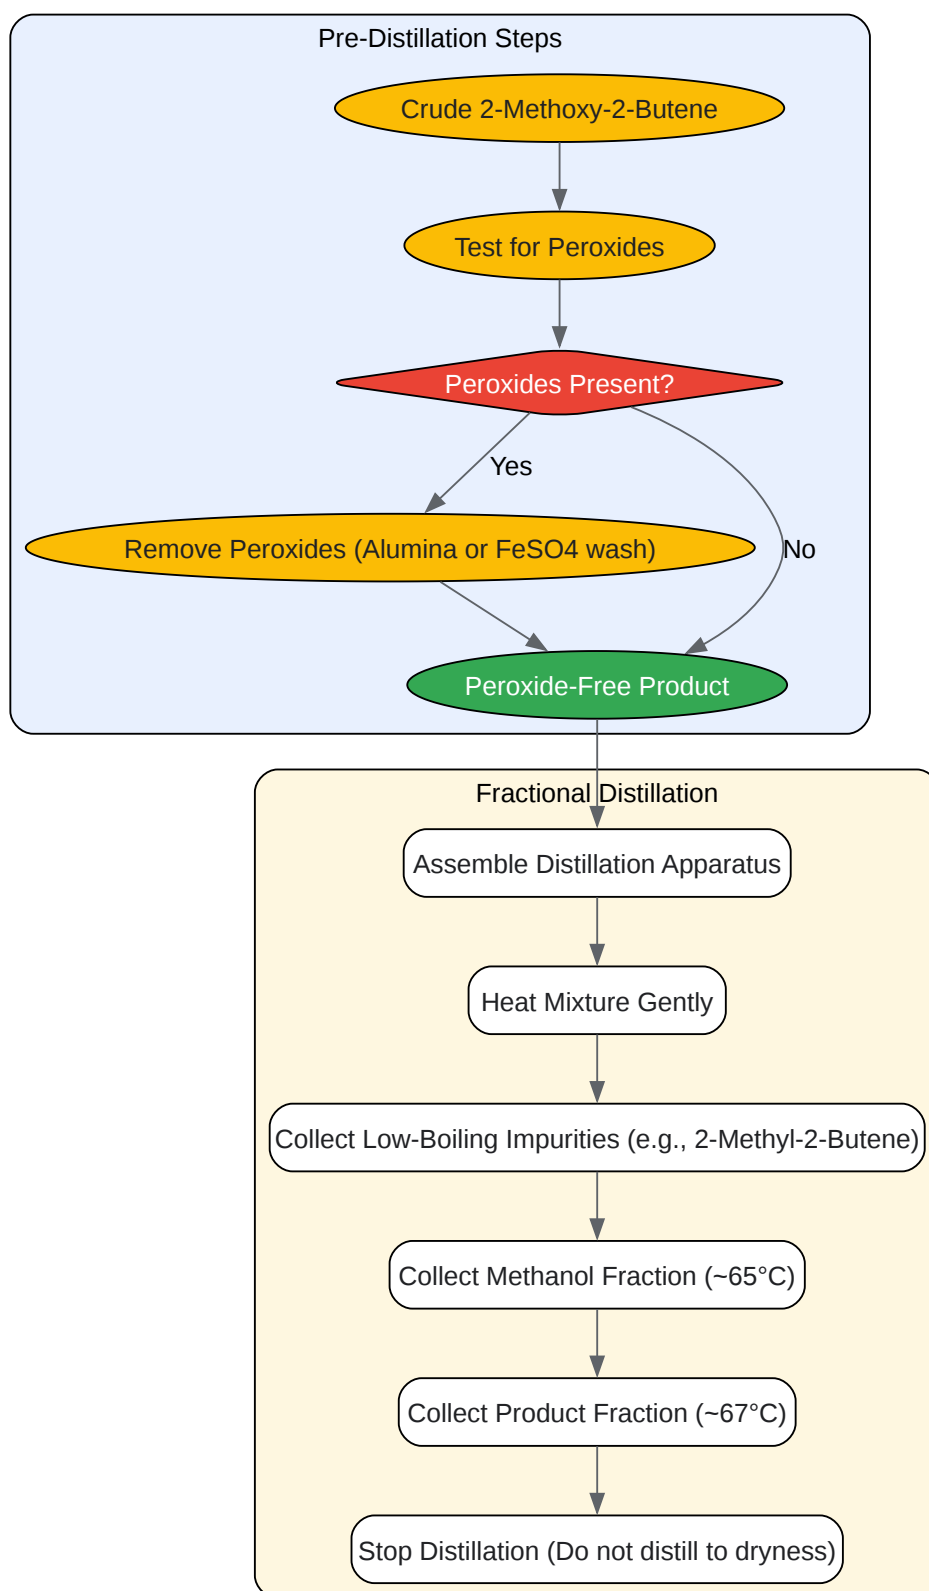 Pre-Distillation Steps
Crude 2-Methoxy-2-Butene
Test for Peroxides
Peroxides Present?
Yes
Remove Peroxides (Alumina or FeSO4 wash)
No
Peroxide-Free Product
Fractional Distillation
Assemble Distillation Apparatus
Heat Mixture Gently
Collect Low-Boiling Impurities (e.g., 2-Methyl-2-Butene)
Collect Methanol Fraction (~65°C)
Collect Product Fraction (~67°C)
Stop Distillation (Do not distill to dryness)